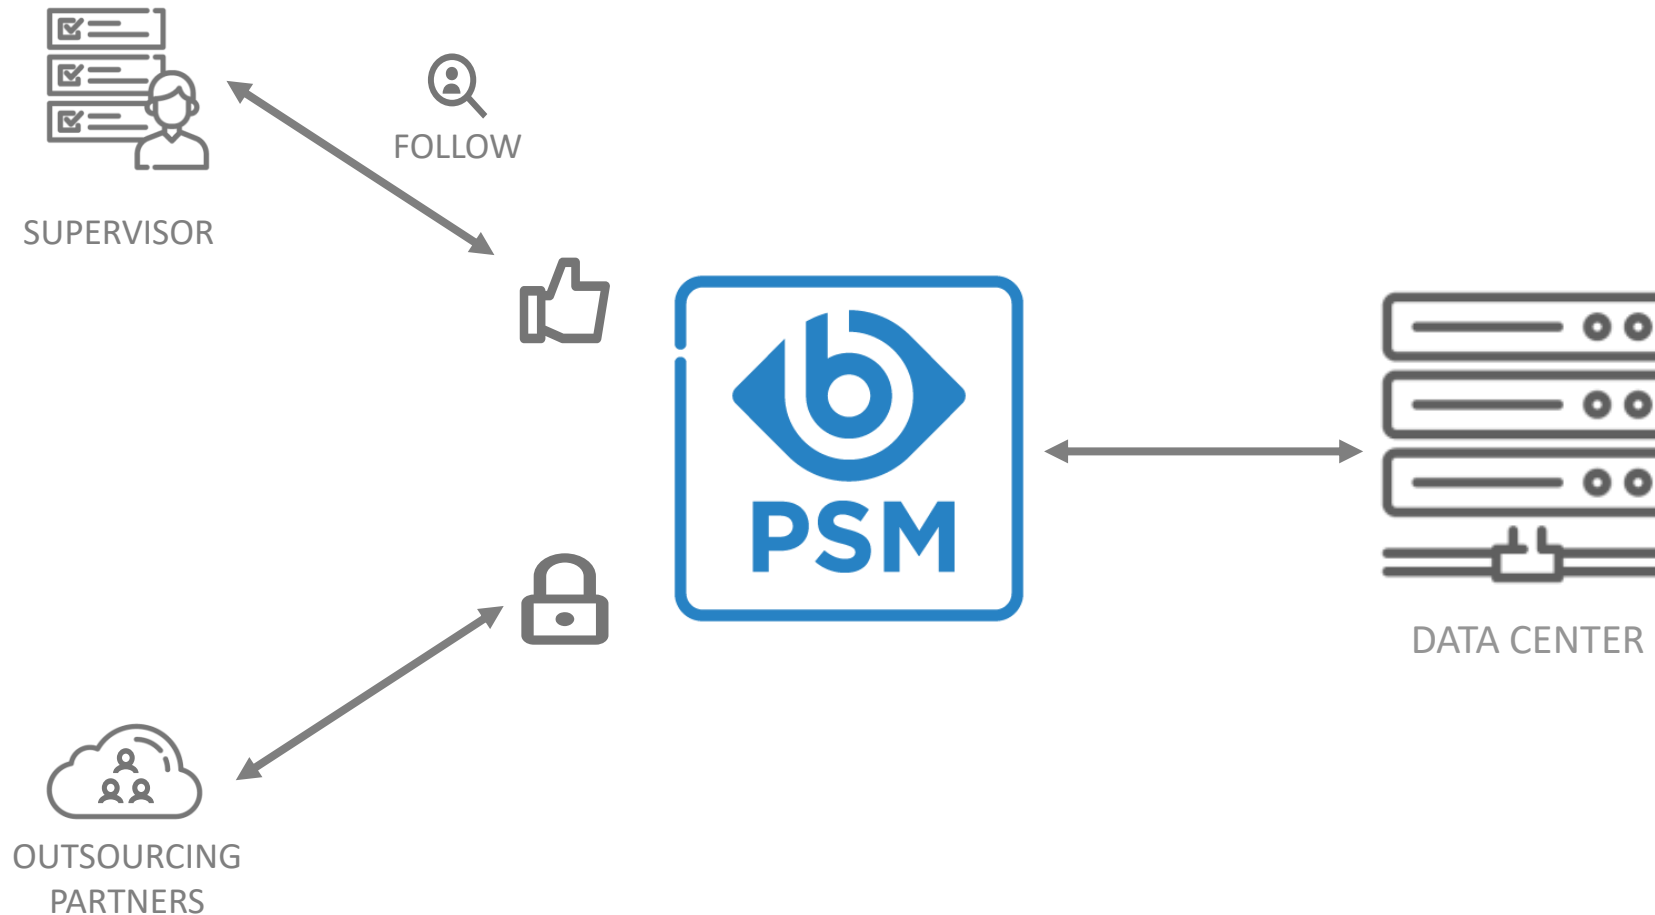 FOLLOW
SUPERVISOR
b
PSM
DATA CENTER
OUTSOURCING
PARTNERS